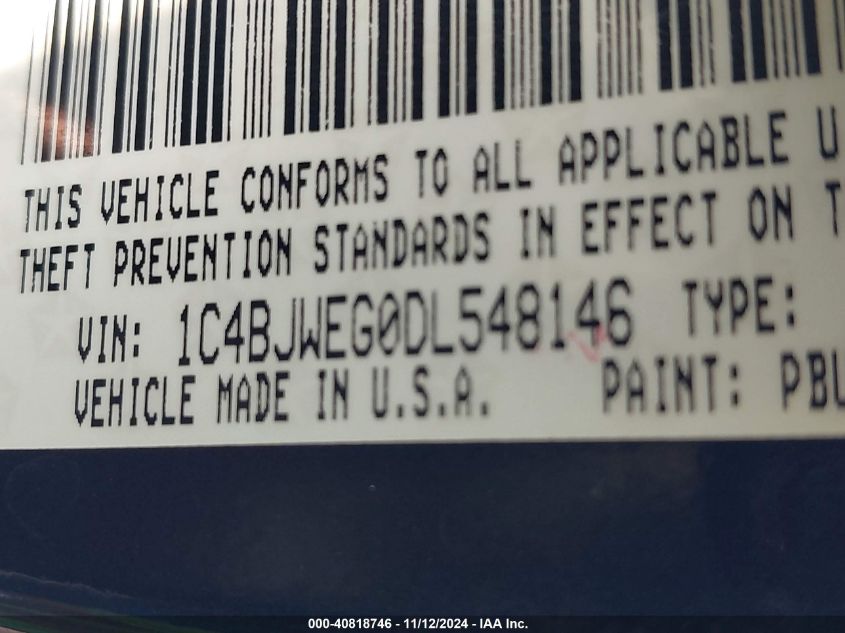 THIS VEHICLE CONFORMS TO ALL APPLICABLE U
THEFT PREVENTION STANDARDS IN EFFECT ON T
VIN: 1C4BJWEG0DL548146 TYPE:
VEHICLE MADE IN U.S.A. PAINT: PBL
000-40818746 - 11/12/2024 - IAA Inc.